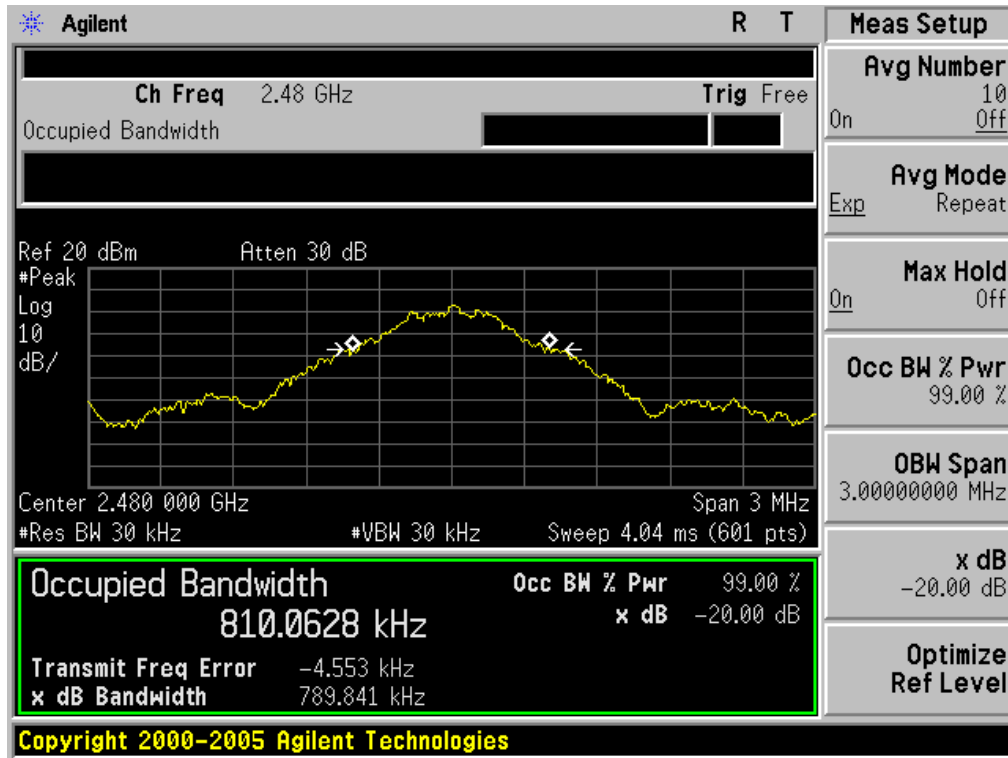 Agilent R T
Ch Freq 2.48 GHz Trig Free
Occupied Bandwidth
Ref 20 dBm Atten 30 dB
#Peak
Log
10
dB/
Center 2.480 000 GHz Span 3 MHz
#Res BW 30 kHz #VBW 30 kHz Sweep 4.04 ms (601 pts)
Occupied Bandwidth Occ BW % Pwr 99.00 %
810.0628 kHz x dB -20.00 dB
Transmit Freq Error -4.553 kHz
x dB Bandwidth 789.841 kHz
Copyright 2000-2005 Agilent Technologies
Meas Setup
Avg Number
10
On Off
Avg Mode
Exp Repeat
Max Hold
On Off
Occ BW % Pwr
99.00 %
OBW Span
3.00000000 MHz
x dB
-20.00 dB
Optimize
Ref Level